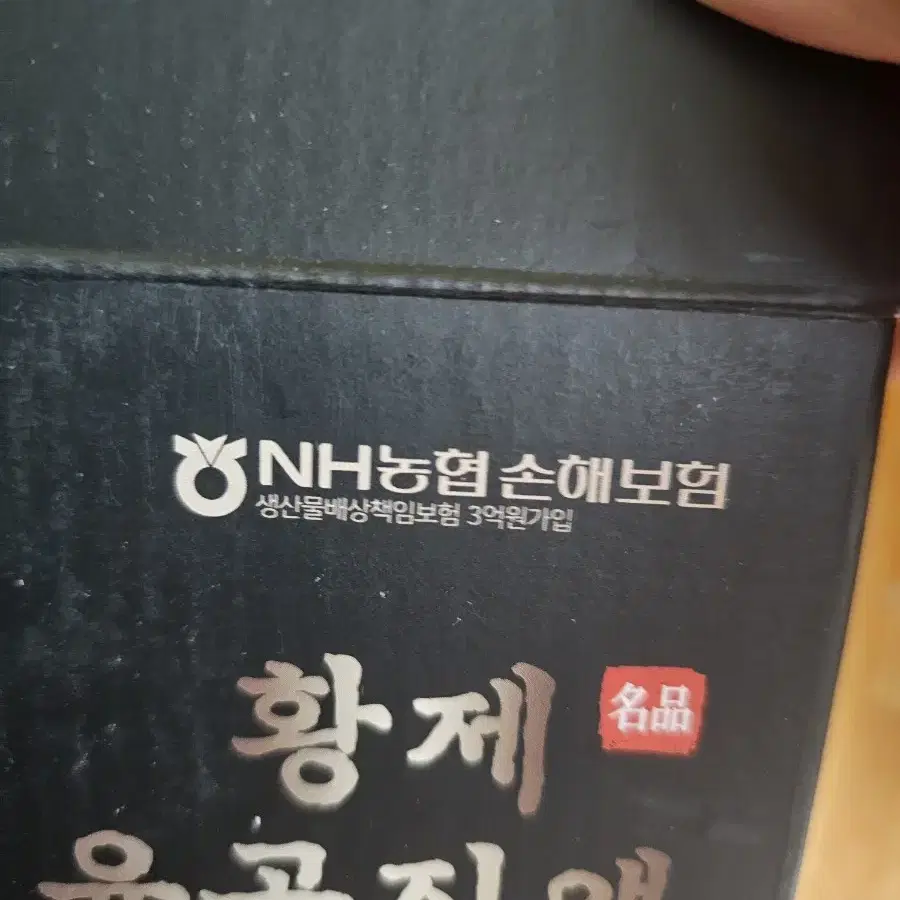 NH농협 손해보험
생산물배상책임보험 3억원가입
황제 名品